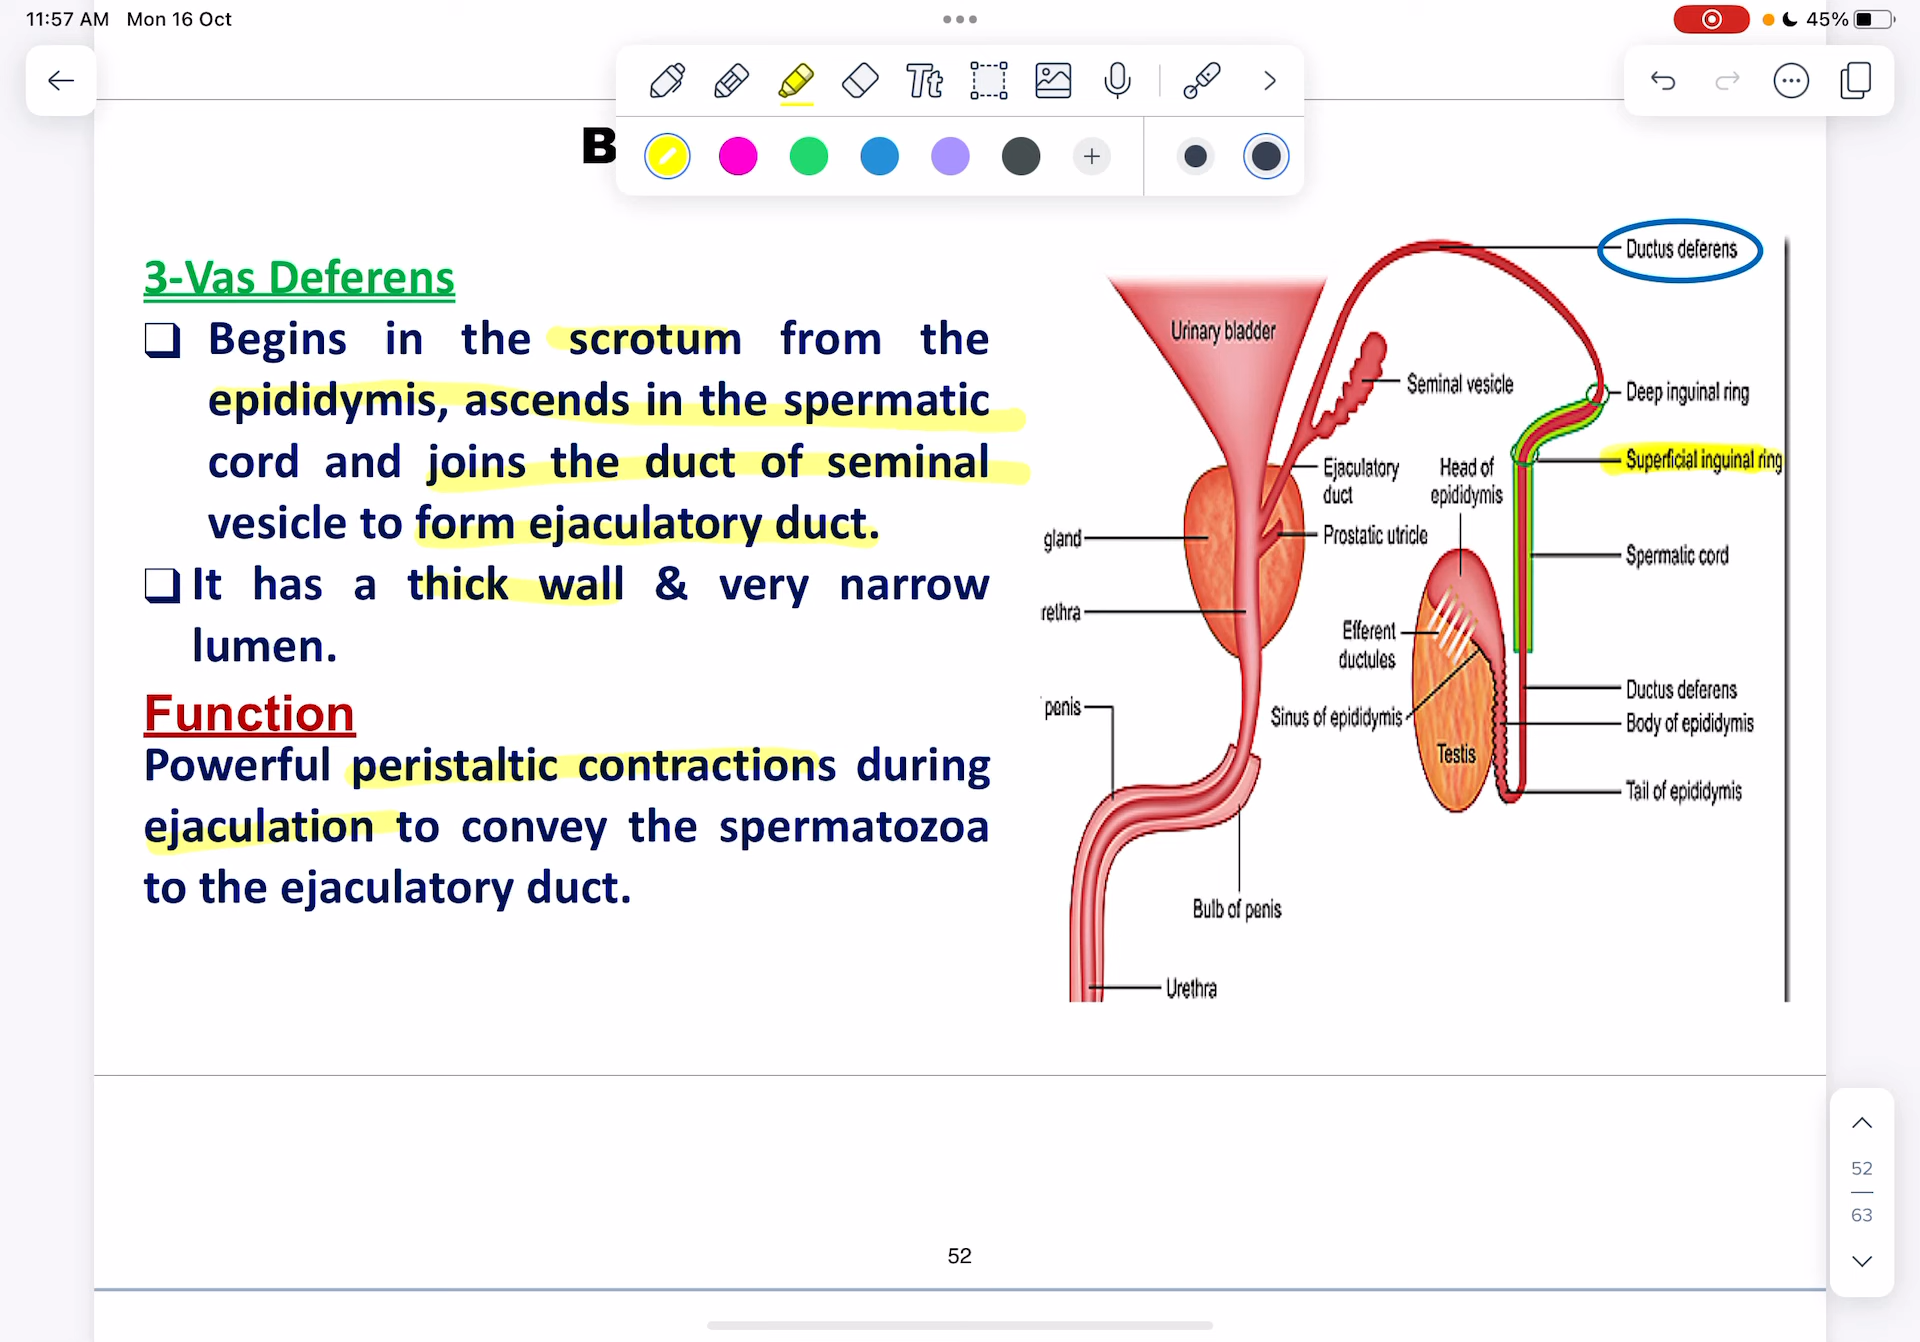 11:57 AM Mon 16 Oct
45%
Tt
B
3-Vas Deferens
Begins in the scrotum from the
epididymis, ascends in the spermatic
cord and joins the duct of seminal
vesicle to form ejaculatory duct.
It has a thick wall & very narrow
lumen.
Function
Powerful peristaltic contractions during
ejaculation to convey the spermatozoa
to the ejaculatory duct.
Ductus deferens
Urinary bladder
Seminal vesicle
Deep inguinal ring
Superficial inguinal ring
Ejaculatory
duct
Head of
epididymis
gland
Prostatic utricle
Spermatic cord
rethra
Efferent
ductules
Ductus deferens
penis
Sinus of epididymis
Body of epididymis
Testis
Tail of epididymis
Bulb of penis
Urethra
52
52
63